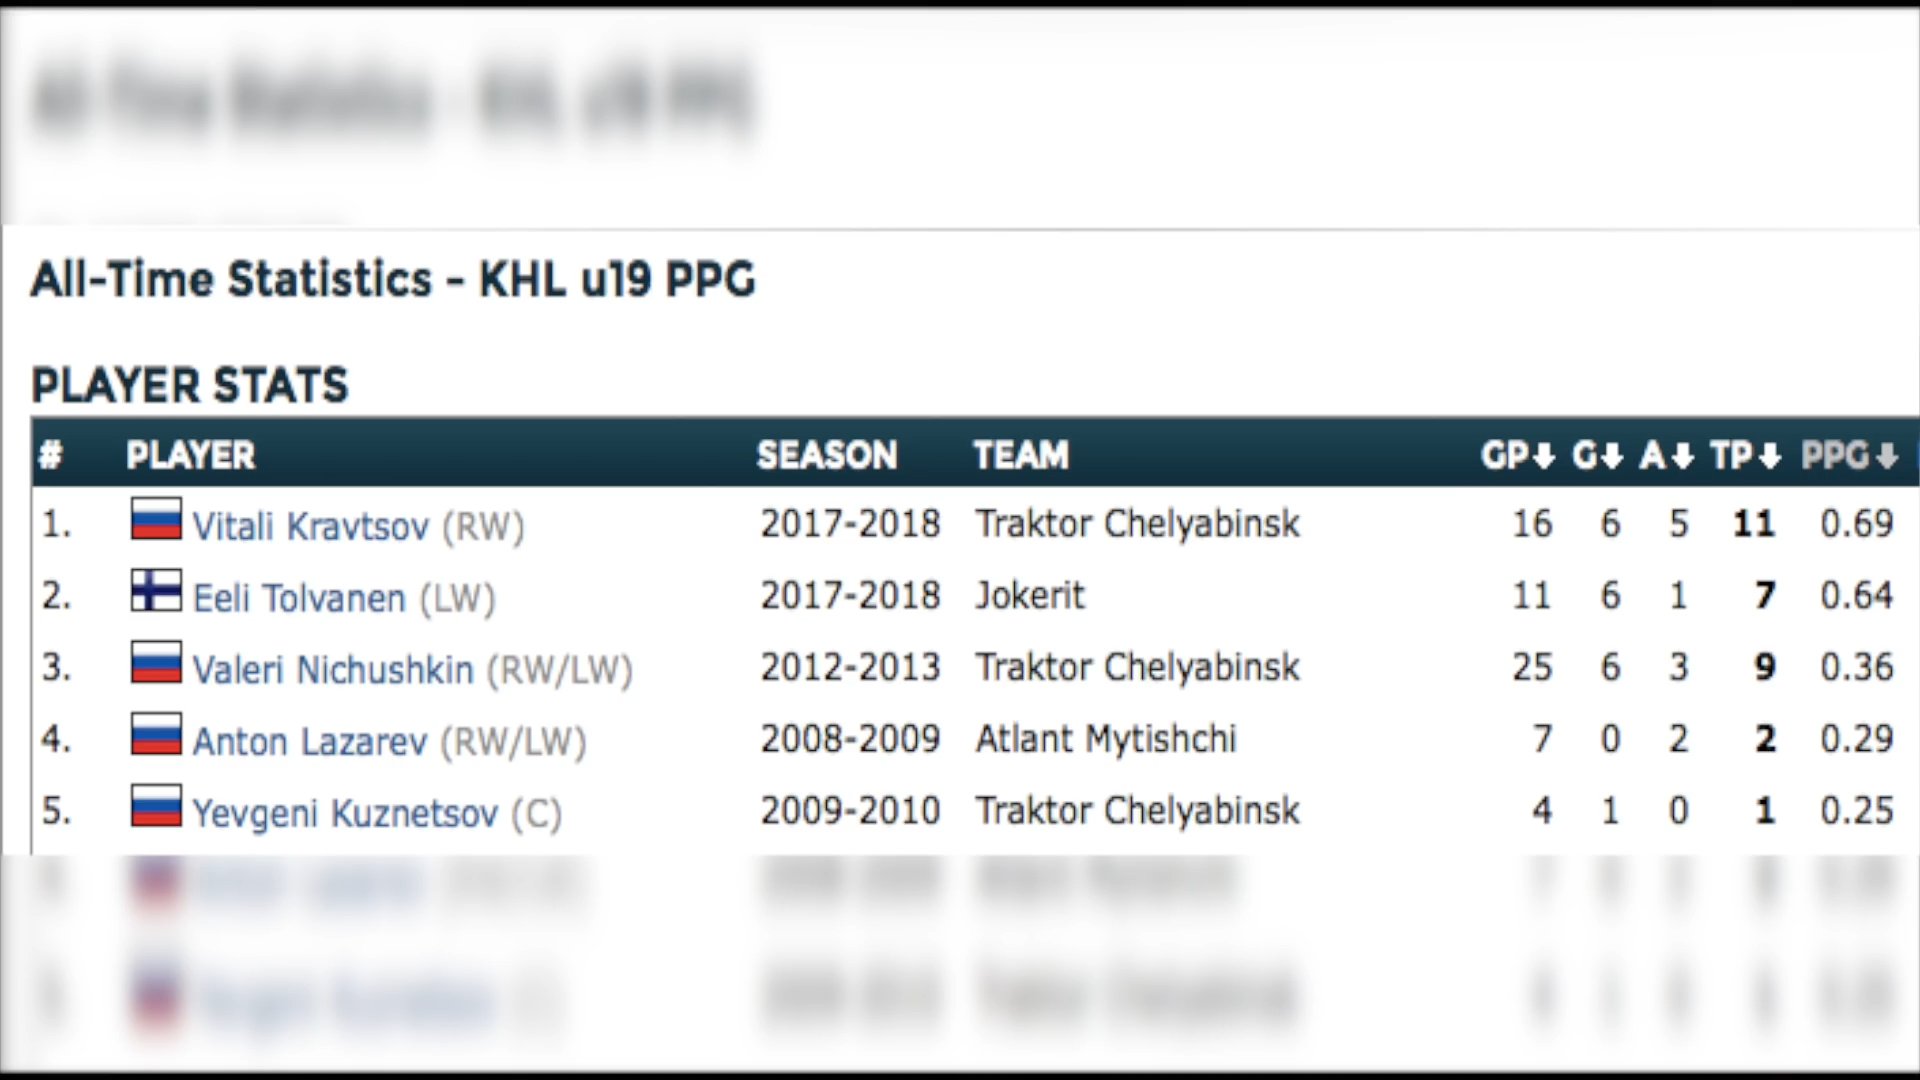 All-Time Statistics - KHL u19 PPG
PLAYER STATS
# PLAYER SEASON TEAM GP↓ G↓ A↓ TP↓ PPG↓
1. Vitali Kravtsov (RW) 2017-2018 Traktor Chelyabinsk 16 6 5 11 0.69
2. Eeli Tolvanen (LW) 2017-2018 Jokerit 11 6 1 7 0.64
3. Valeri Nichushkin (RW/LW) 2012-2013 Traktor Chelyabinsk 25 6 3 9 0.36
4. Anton Lazarev (RW/LW) 2008-2009 Atlant Mytishchi 7 0 2 2 0.29
5. Yevgeni Kuznetsov (C) 2009-2010 Traktor Chelyabinsk 4 1 0 1 0.25